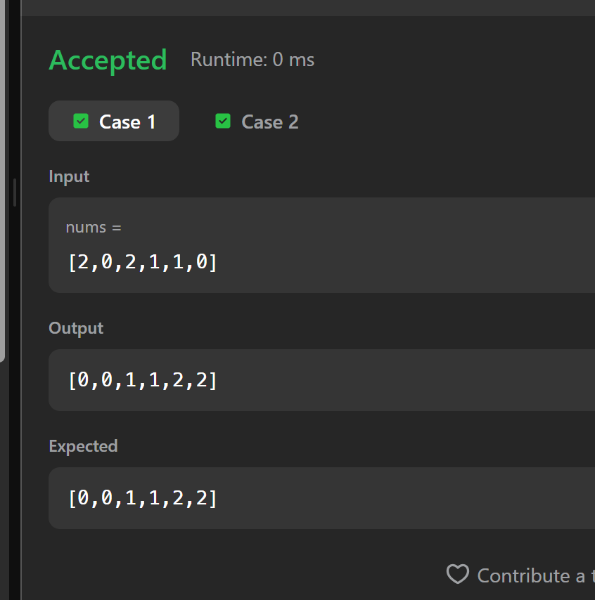 Accepted Runtime: 0 ms
Case 1 Case 2
Input
nums =
[2,0,2,1,1,0]
Output
[0,0,1,1,2,2]
Expected
[0,0,1,1,2,2]
Contribute a